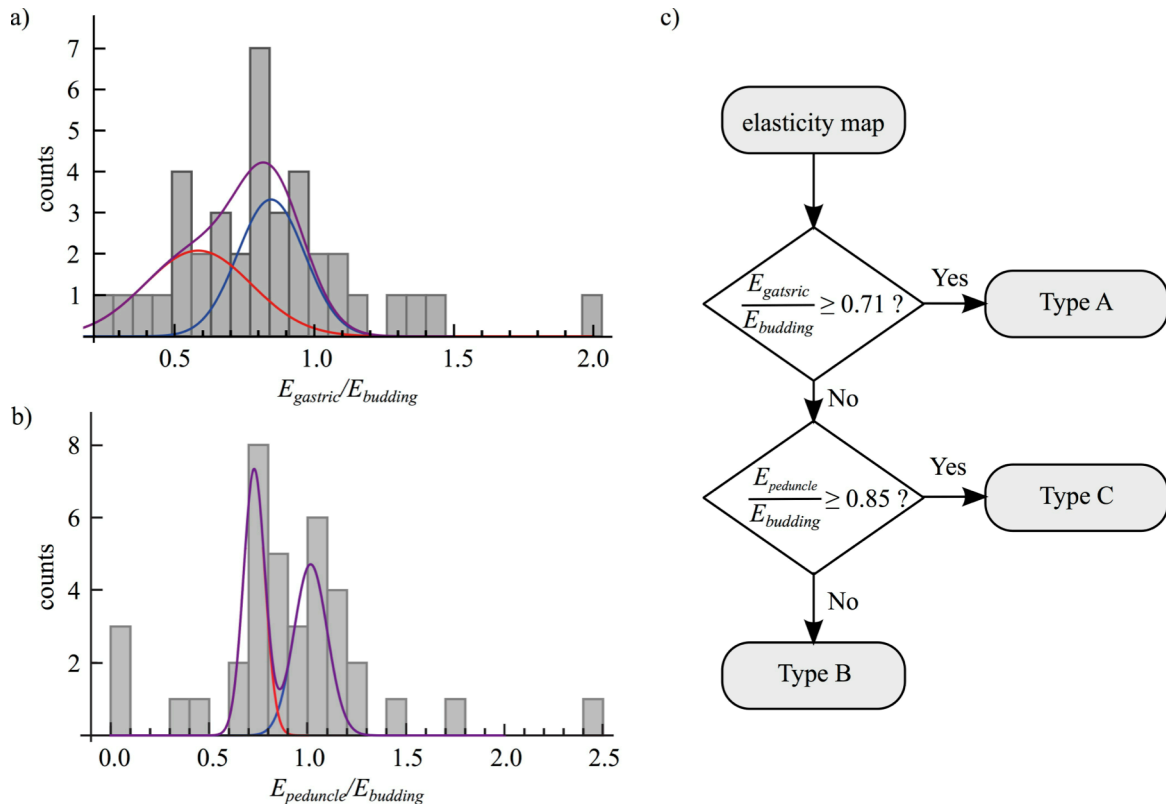 a)
7
6
5
4
3
2
1
counts
0.5 1.0 1.5 2.0
E_gastric/E_budding
b)
8
6
4
2
counts
0.0 0.5 1.0 1.5 2.0 2.5
E_peduncle/E_budding
c)
elasticity map
E_gatsric
E_budding
≥ 0.71 ?
Yes
Type A
No
E_peduncle
E_budding
≥ 0.85 ?
Yes
Type C
No
Type B